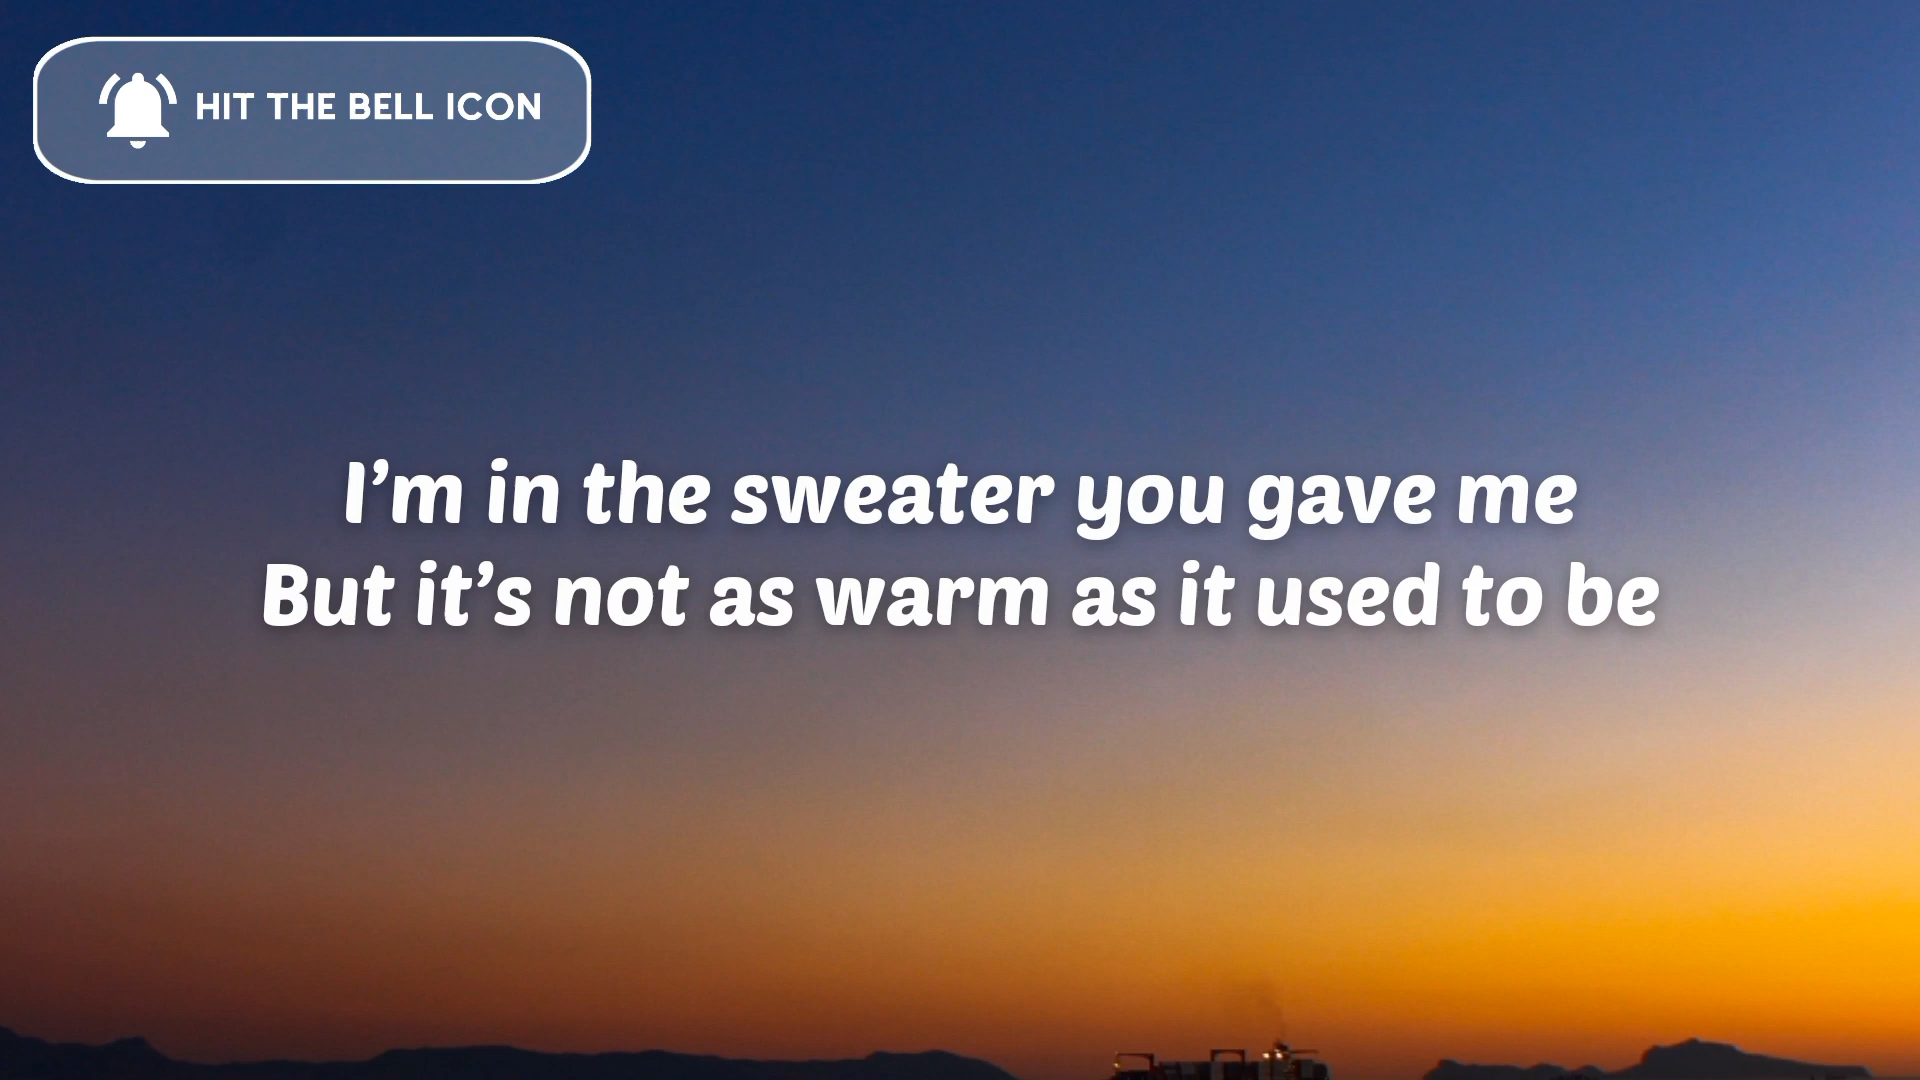 HIT THE BELL ICON
I’m in the sweater you gave me
But it’s not as warm as it used to be